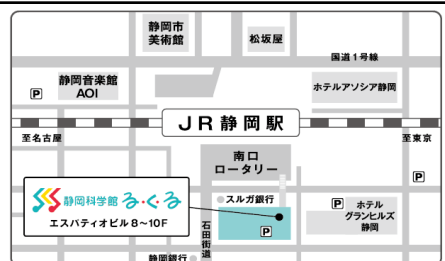 静岡市
美術館
松坂屋
国道1号線
静岡音楽館
AOI
P
ホテルアソシア静岡
JR静岡駅
至名古屋
至東京
南口
ロータリー
P
静岡科学館 る・く・る
エスパティオビル8～10F
スルガ銀行
P
ホテル
グランヒルズ
静岡
P
石田街道
静岡銀行